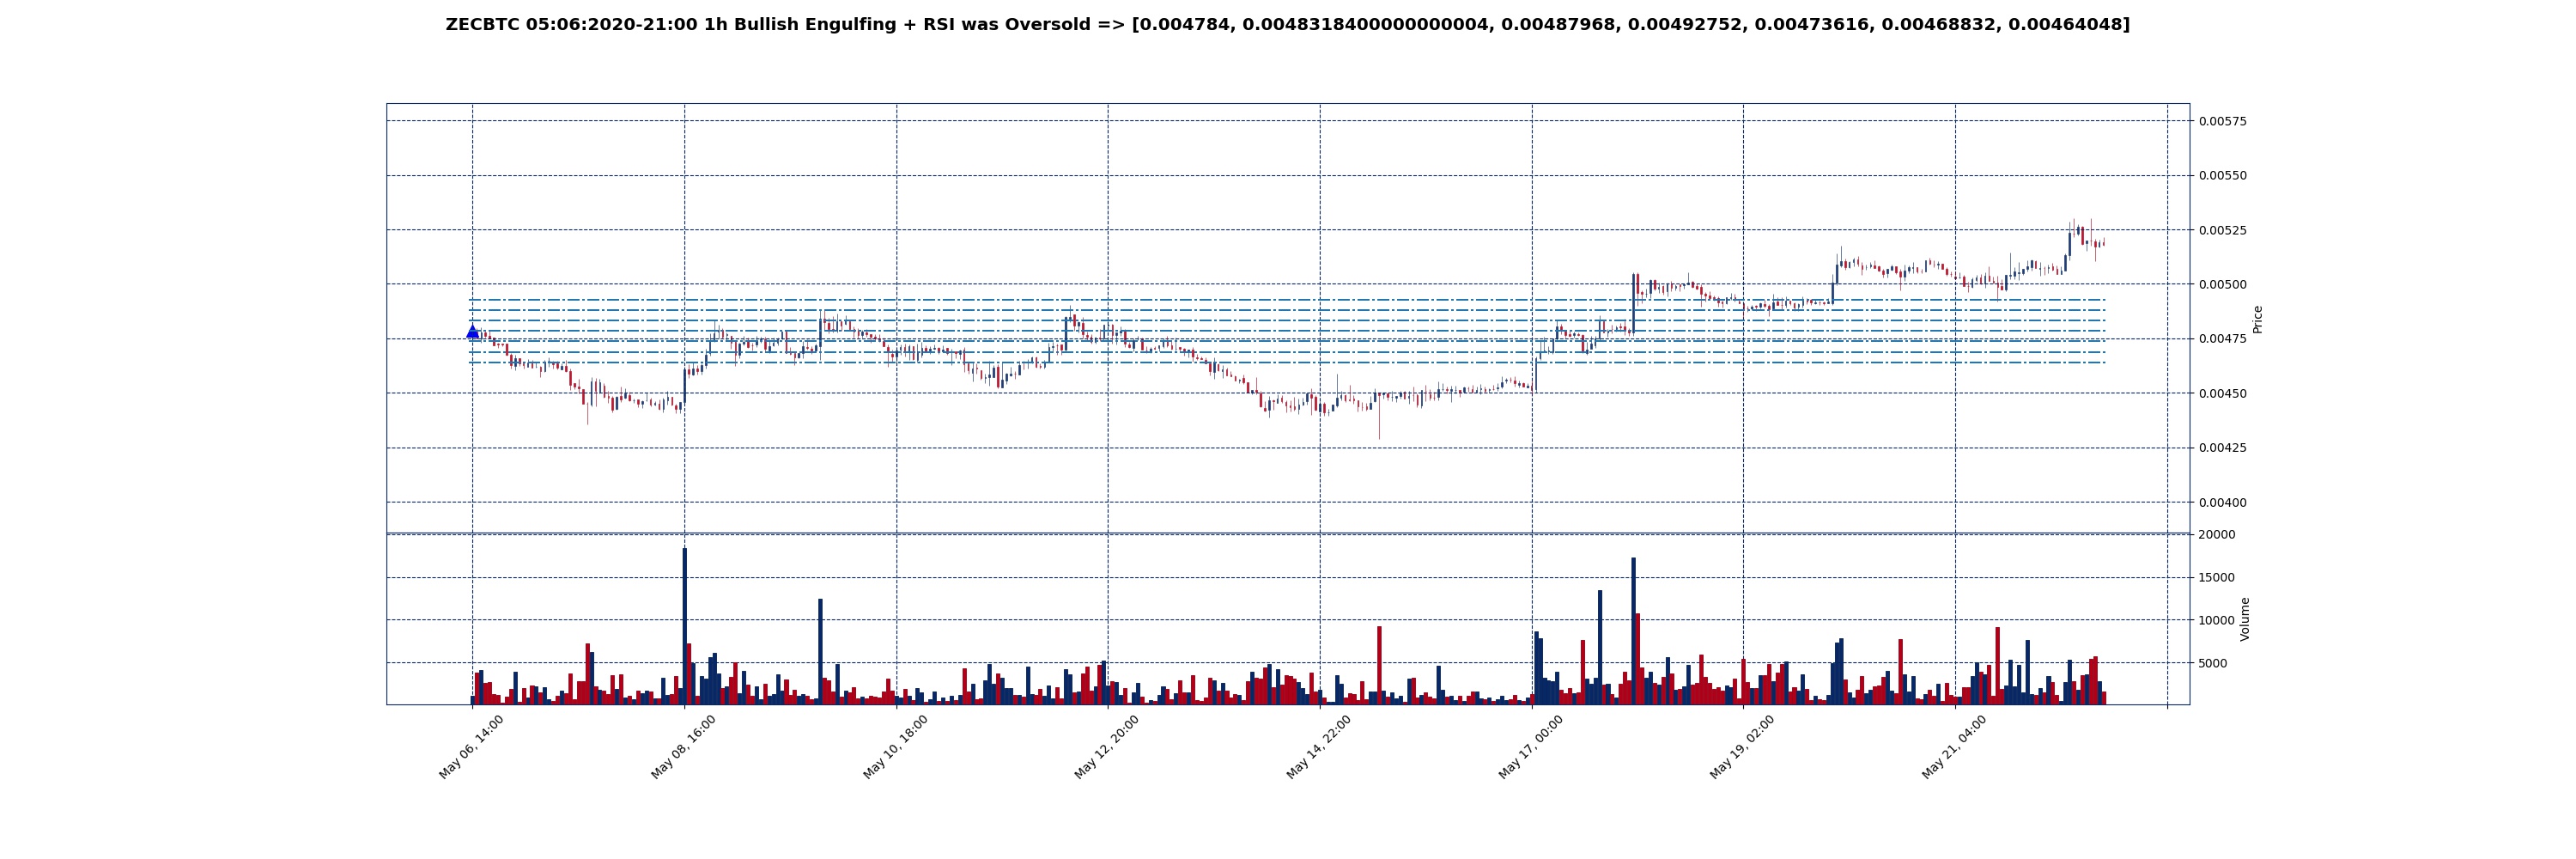 ZECBTC 05:06:2020-21:00 1h Bullish Engulfing + RSI was Oversold => [0.004784, 0.0048318400000000004, 0.00487968, 0.00492752, 0.00473616, 0.00468832, 0.00464048]
0.00575
0.00550
0.00525
0.00500
0.00475
0.00450
0.00425
0.00400
Price
20000
15000
10000
5000
Volume
May 06, 14:00
May 08, 16:00
May 10, 18:00
May 12, 20:00
May 14, 22:00
May 17, 00:00
May 19, 02:00
May 21, 04:00